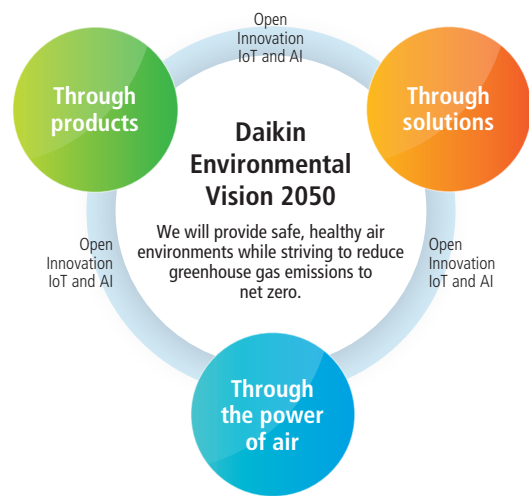 Open
Innovation
IoT and AI
Through
products
Through
solutions
Daikin
Environmental
Vision 2050
We will provide safe, healthy air
environments while striving to reduce
greenhouse gas emissions to
net zero.
Open
Innovation
IoT and AI
Open
Innovation
IoT and AI
Through
the power
of air